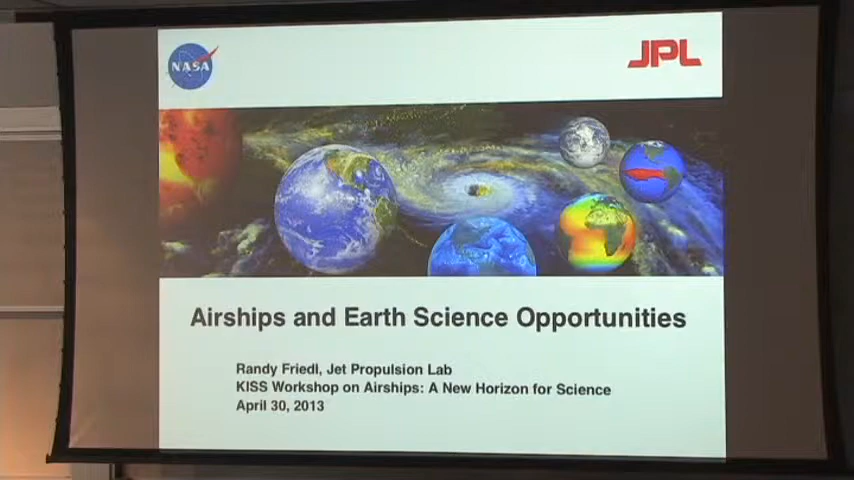 NASA
JPL
Airships and Earth Science Opportunities
Randy Friedl, Jet Propulsion Lab
KISS Workshop on Airships: A New Horizon for Science
April 30, 2013